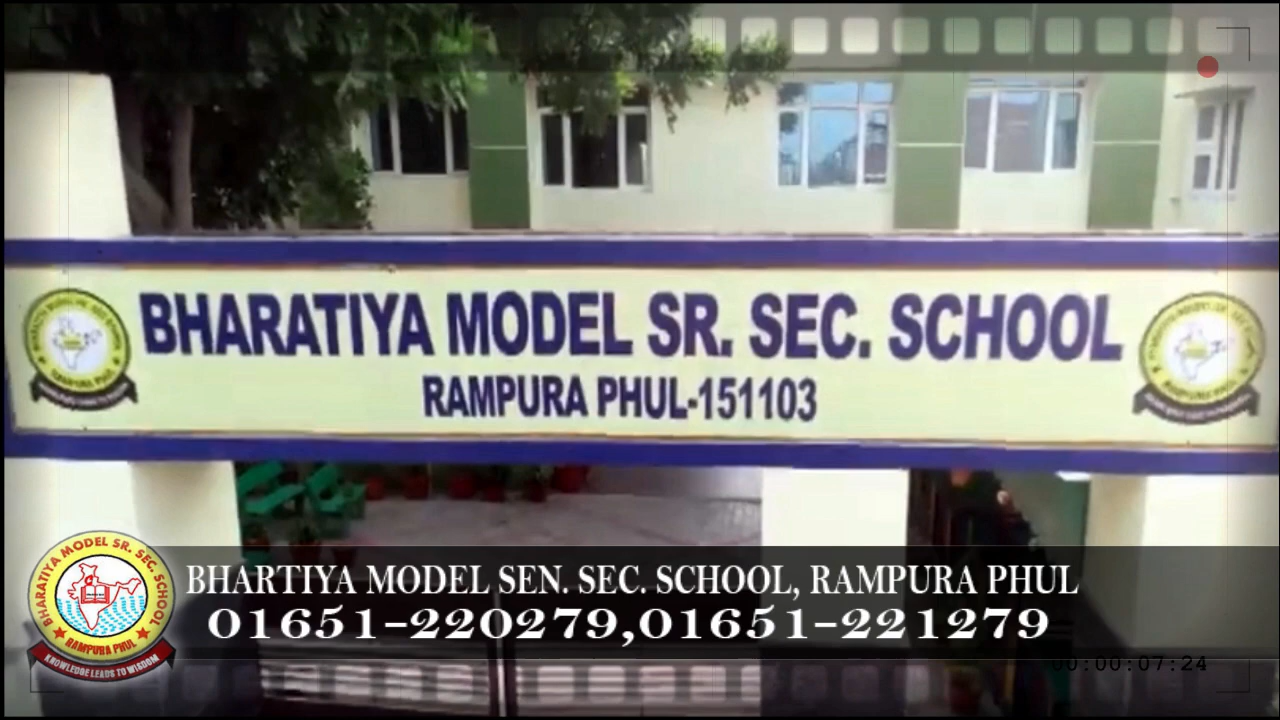 BHARATIYA MODEL SR. SEC. SCHOOL
RAMPURA PHUL-151103
BHARATIYA MODEL SR. SEC. SCHOOL
RAMPURA PHUL
KNOWLEDGE LEADS TO WISDOM
BHARTIYA MODEL SEN. SEC. SCHOOL, RAMPURA PHUL
01651-220279,01651-221279
00:00:07:24